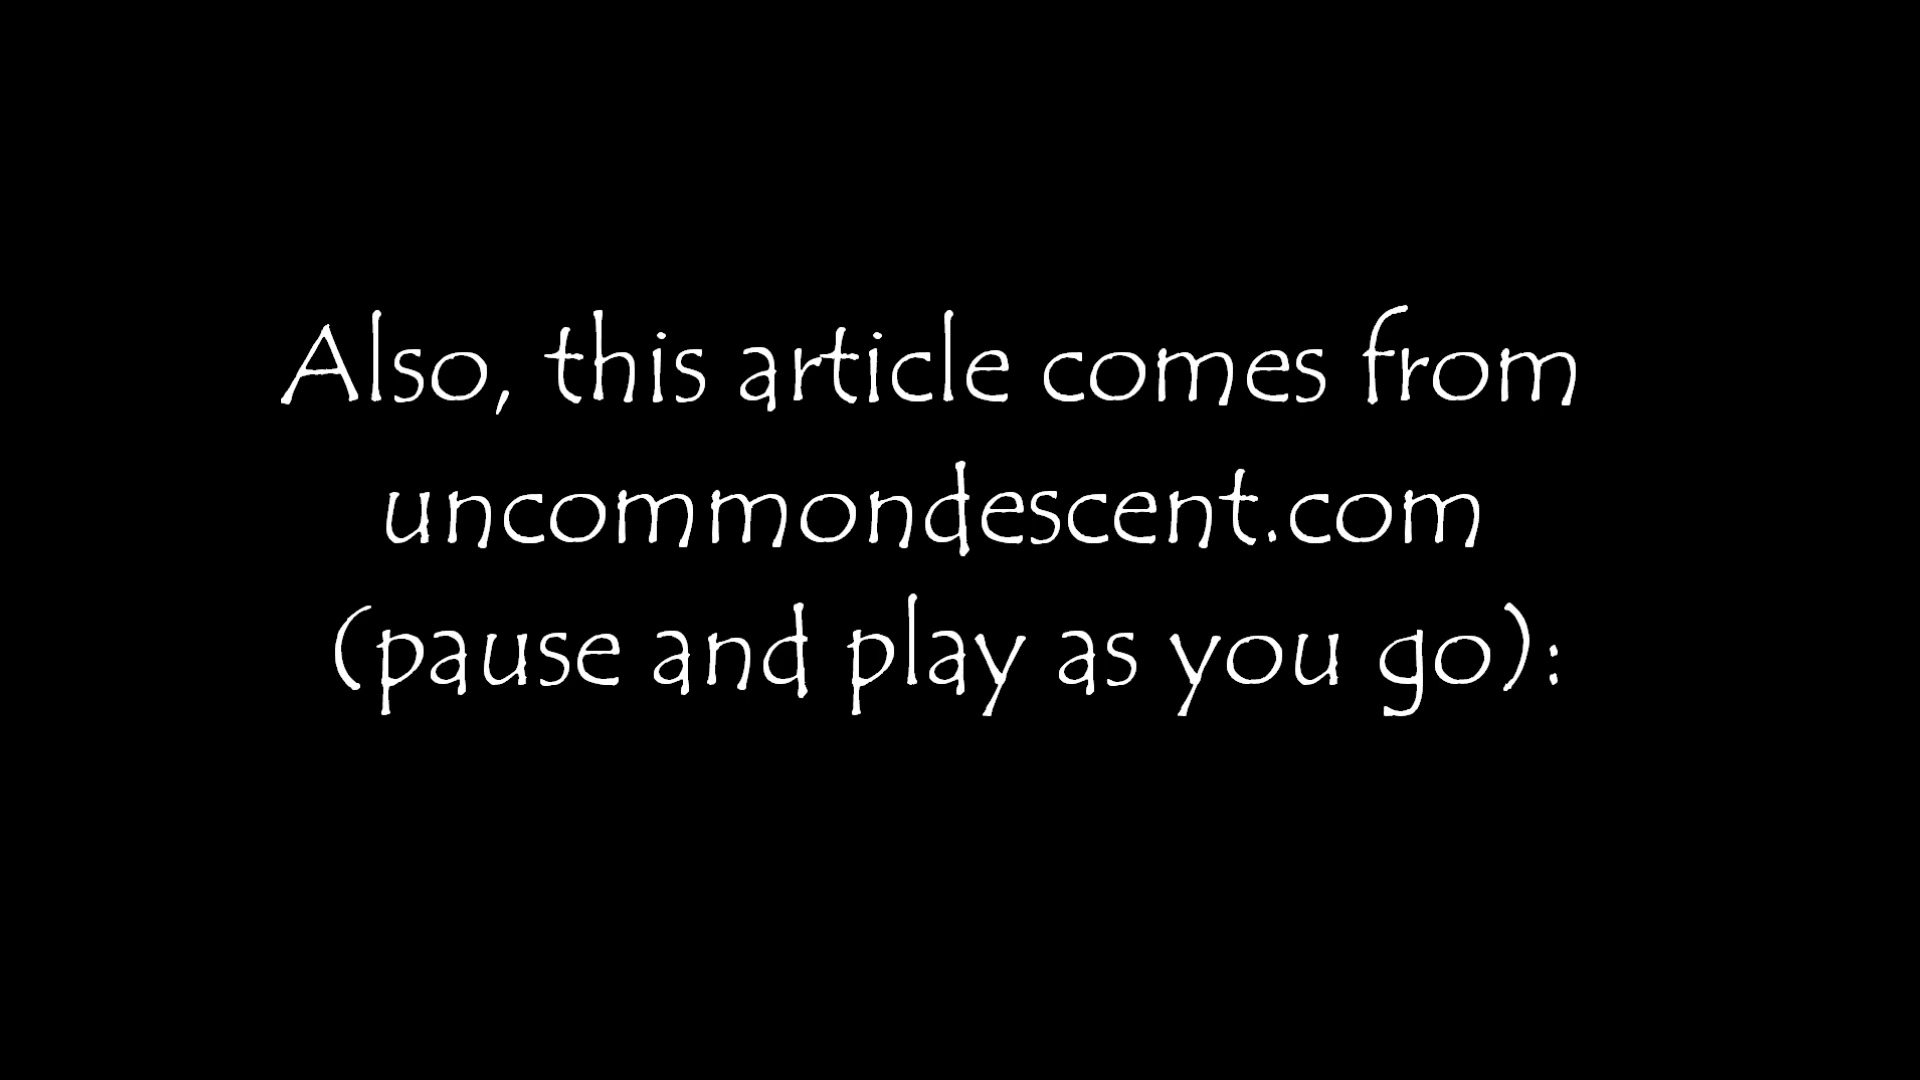 Also, this article comes from
uncommondescent.com
(pause and play as you go):